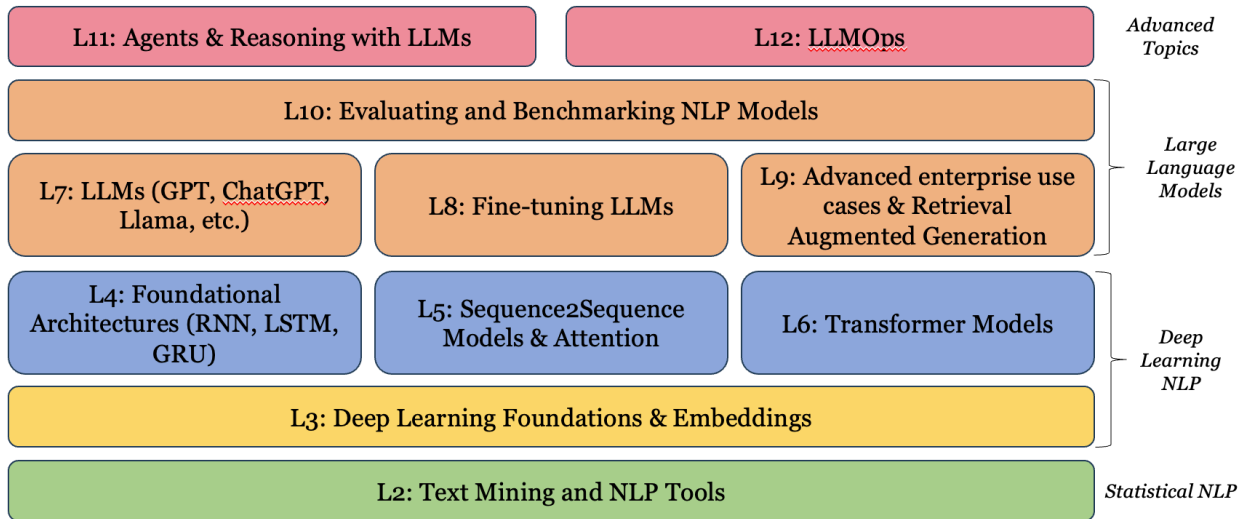 L11: Agents & Reasoning with LLMs
L12: LLMOps
Advanced
Topics
L10: Evaluating and Benchmarking NLP Models
L7: LLMs (GPT, ChatGPT,
Llama, etc.)
L8: Fine-tuning LLMs
L9: Advanced enterprise use
cases & Retrieval
Augmented Generation
Large
Language
Models
L4: Foundational
Architectures (RNN, LSTM,
GRU)
L5: Sequence2Sequence
Models & Attention
L6: Transformer Models
L3: Deep Learning Foundations & Embeddings
Deep
Learning
NLP
L2: Text Mining and NLP Tools
Statistical NLP